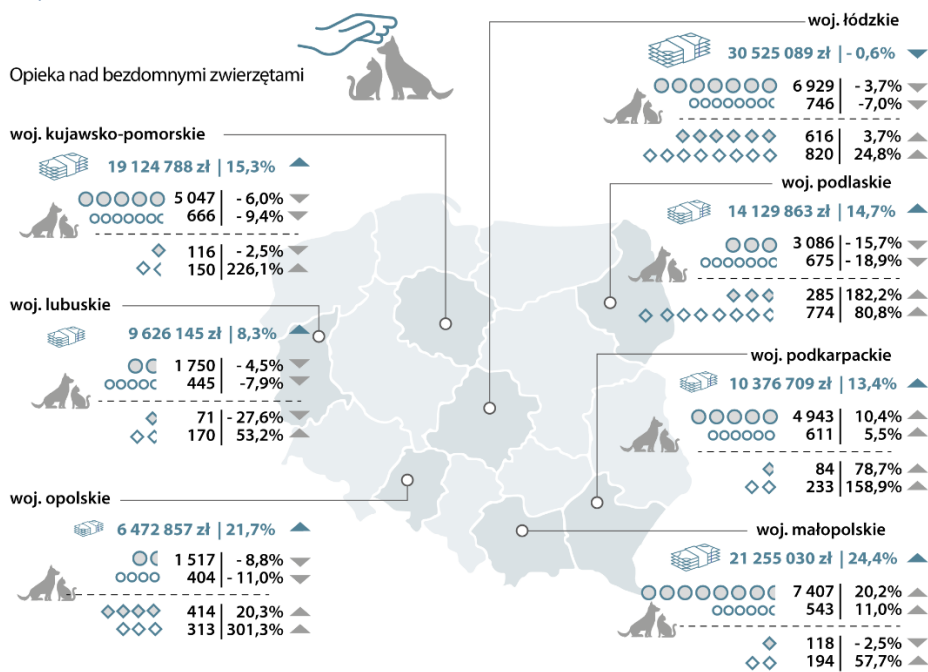 Opieka nad bezdomnymi zwierzętami
woj. kujawsko-pomorskie
19 124 788 zł | 15,3%
5 047 | - 6,0%
666 | - 9,4%
116 | - 2,5%
150 | 226,1%
woj. lubuskie
9 626 145 zł | 8,3%
1 750 | - 4,5%
445 | -7,9%
71 | - 27,6%
170 | 53,2%
woj. opolskie
6 472 857 zł | 21,7%
1 517 | - 8,8%
404 | - 11,0%
414 | 20,3%
313 | 301,3%
woj. łódzkie
30 525 089 zł | - 0,6%
6 929 | - 3,7%
746 | -7,0%
616 | 3,7%
820 | 24,8%
woj. podlaskie
14 129 863 zł | 14,7%
3 086 | - 15,7%
675 | - 18,9%
285 | 182,2%
774 | 80,8%
woj. podkarpackie
10 376 709 zł | 13,4%
4 943 | 10,4%
611 | 5,5%
84 | 78,7%
233 | 158,9%
woj. małopolskie
21 255 030 zł | 24,4%
7 407 | 20,2%
543 | 11,0%
118 | - 2,5%
194 | 57,7%